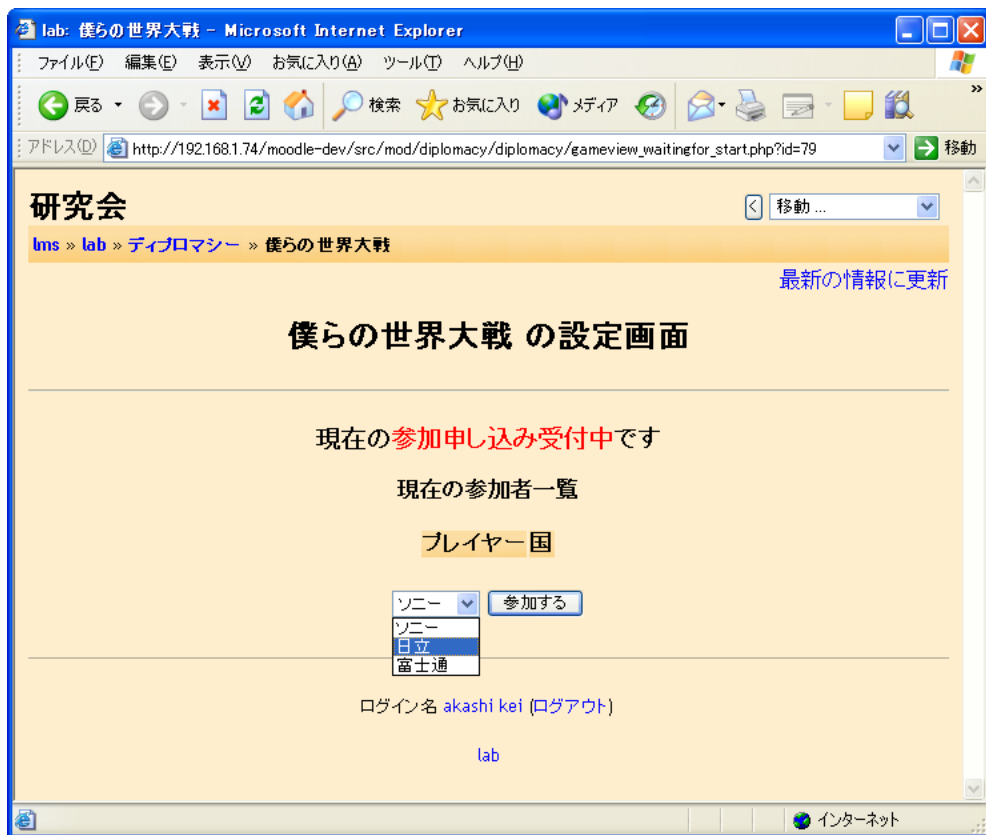 lab: 僕らの世界大戦 - Microsoft Internet Explorer
ファイル(F) 編集(E) 表示(V) お気に入り(A) ツール(T) ヘルプ(H)
戻る 検索 お気に入り メディア »
アドレス(D) http://192.168.1.74/moodle-dev/src/mod/diplomacy/diplomacy/gameview_waitingfor_start.php?id=79 移動
研究会 < 移動 ...
lms » lab » ディプロマシー » 僕らの世界大戦
最新の情報に更新
僕らの世界大戦 の設定画面
現在の参加申し込み受付中です
現在の参加者一覧
プレイヤー 国
ソニー 参加する
ソニー
日立
富士通
ログイン名 akashi kei (ログアウト)
lab
インターネット